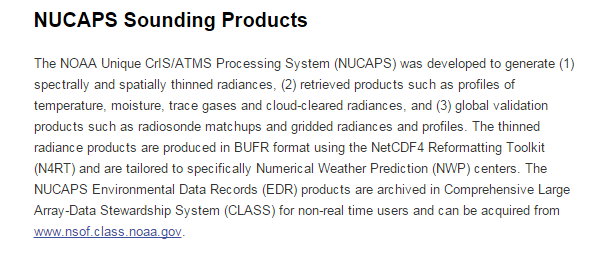 NUCAPS Sounding Products
The NOAA Unique CrIS/ATMS Processing System (NUCAPS) was developed to generate (1)
spectrally and spatially thinned radiances, (2) retrieved products such as profiles of
temperature, moisture, trace gases and cloud-cleared radiances, and (3) global validation
products such as radiosonde matchups and gridded radiances and profiles. The thinned
radiance products are produced in BUFR format using the NetCDF4 Reformatting Toolkit
(N4RT) and are tailored to specifically Numerical Weather Prediction (NWP) centers. The
NUCAPS Environmental Data Records (EDR) products are archived in Comprehensive Large
Array-Data Stewardship System (CLASS) for non-real time users and can be acquired from
www.nsof.class.noaa.gov.